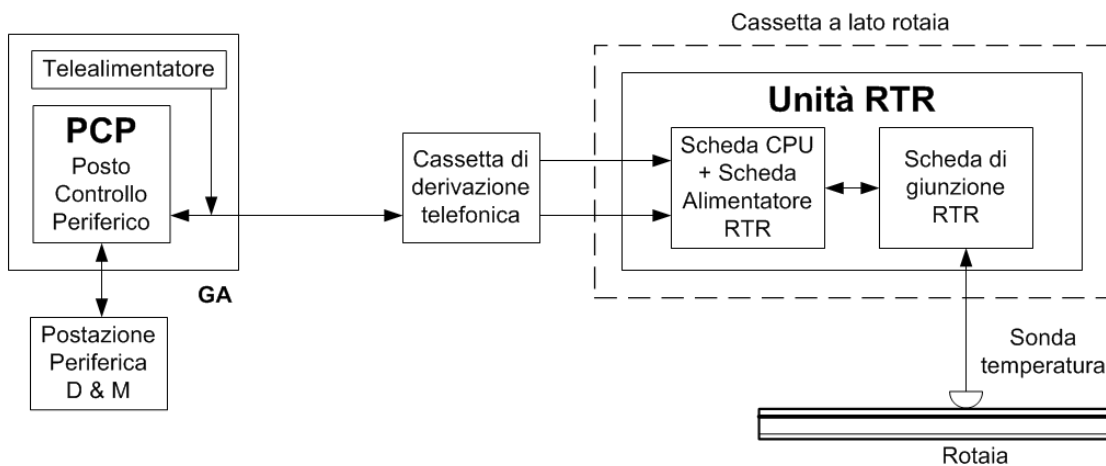 Cassetta a lato rotaia
Telealimentatore
PCP
Posto
Controllo
Periferico
GA
Postazione
Periferica
D & M
Cassetta di
derivazione
telefonica
Unità RTR
Scheda CPU
+ Scheda
Alimentatore
RTR
Scheda di
giunzione
RTR
Sonda
temperatura
Rotaia